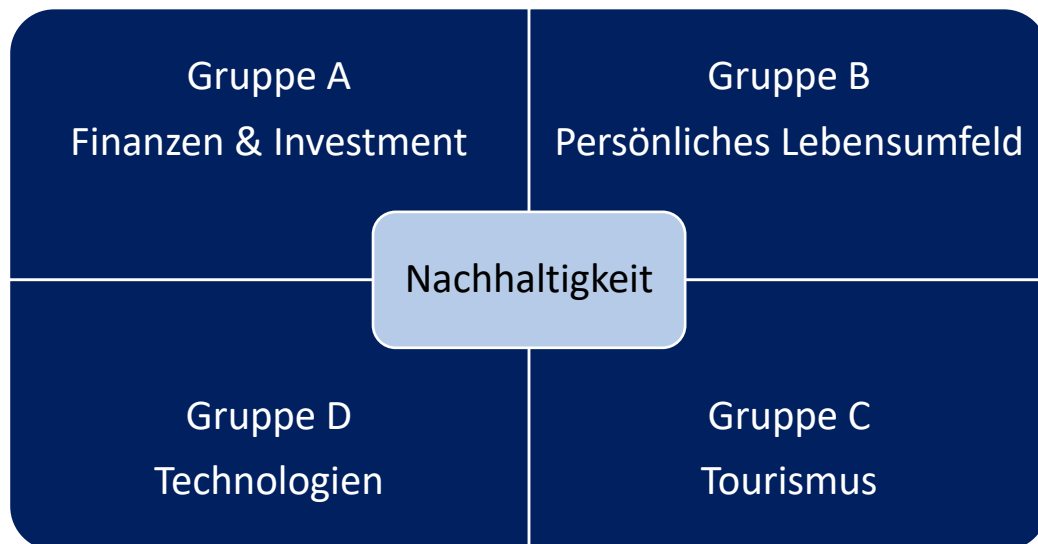 Gruppe A
Finanzen & Investment
Gruppe B
Persönliches Lebensumfeld
Nachhaltigkeit
Gruppe D
Technologien
Gruppe C
Tourismus